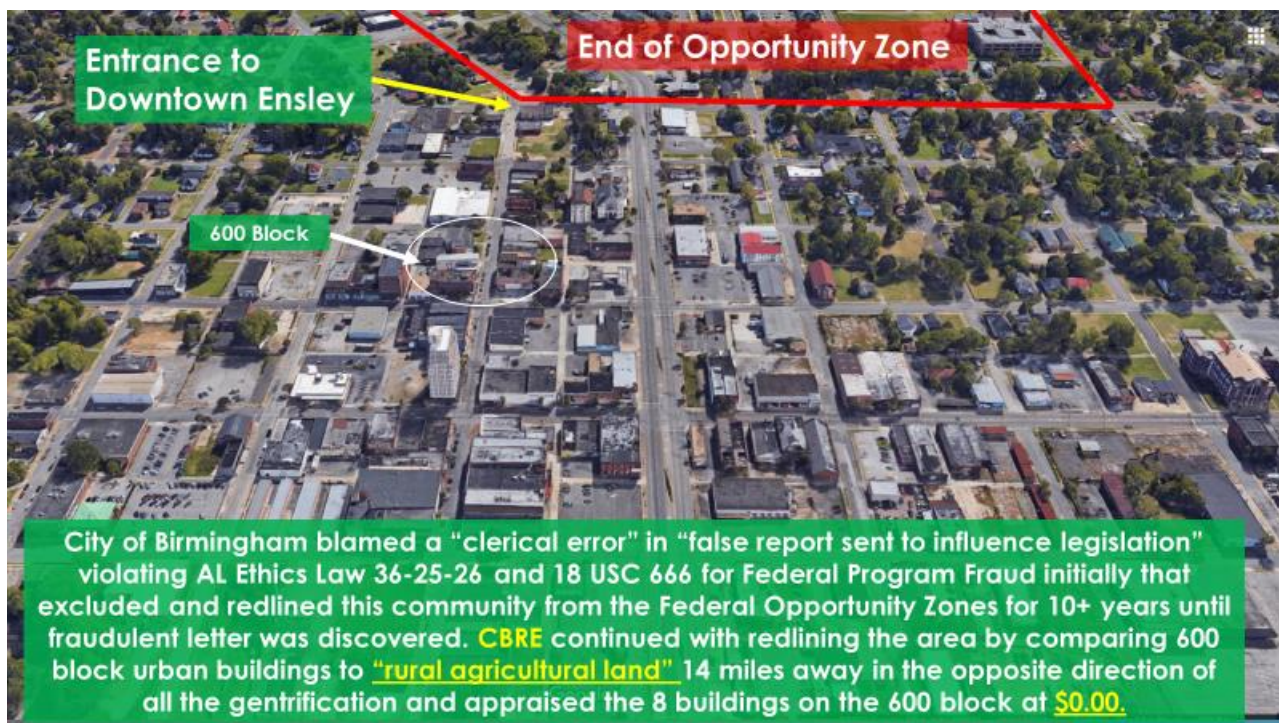 Entrance to
Downtown Ensley
End of Opportunity Zone
600 Block
City of Birmingham blamed a “clerical error” in “false report sent to influence legislation”
violating AL Ethics Law 36-25-26 and 18 USC 666 for Federal Program Fraud initially that
excluded and redlined this community from the Federal Opportunity Zones for 10+ years until
fraudulent letter was discovered. CBRE continued with redlining the area by comparing 600
block urban buildings to “rural agricultural land” 14 miles away in the opposite direction of
all the gentrification and appraised the 8 buildings on the 600 block at $0.00.